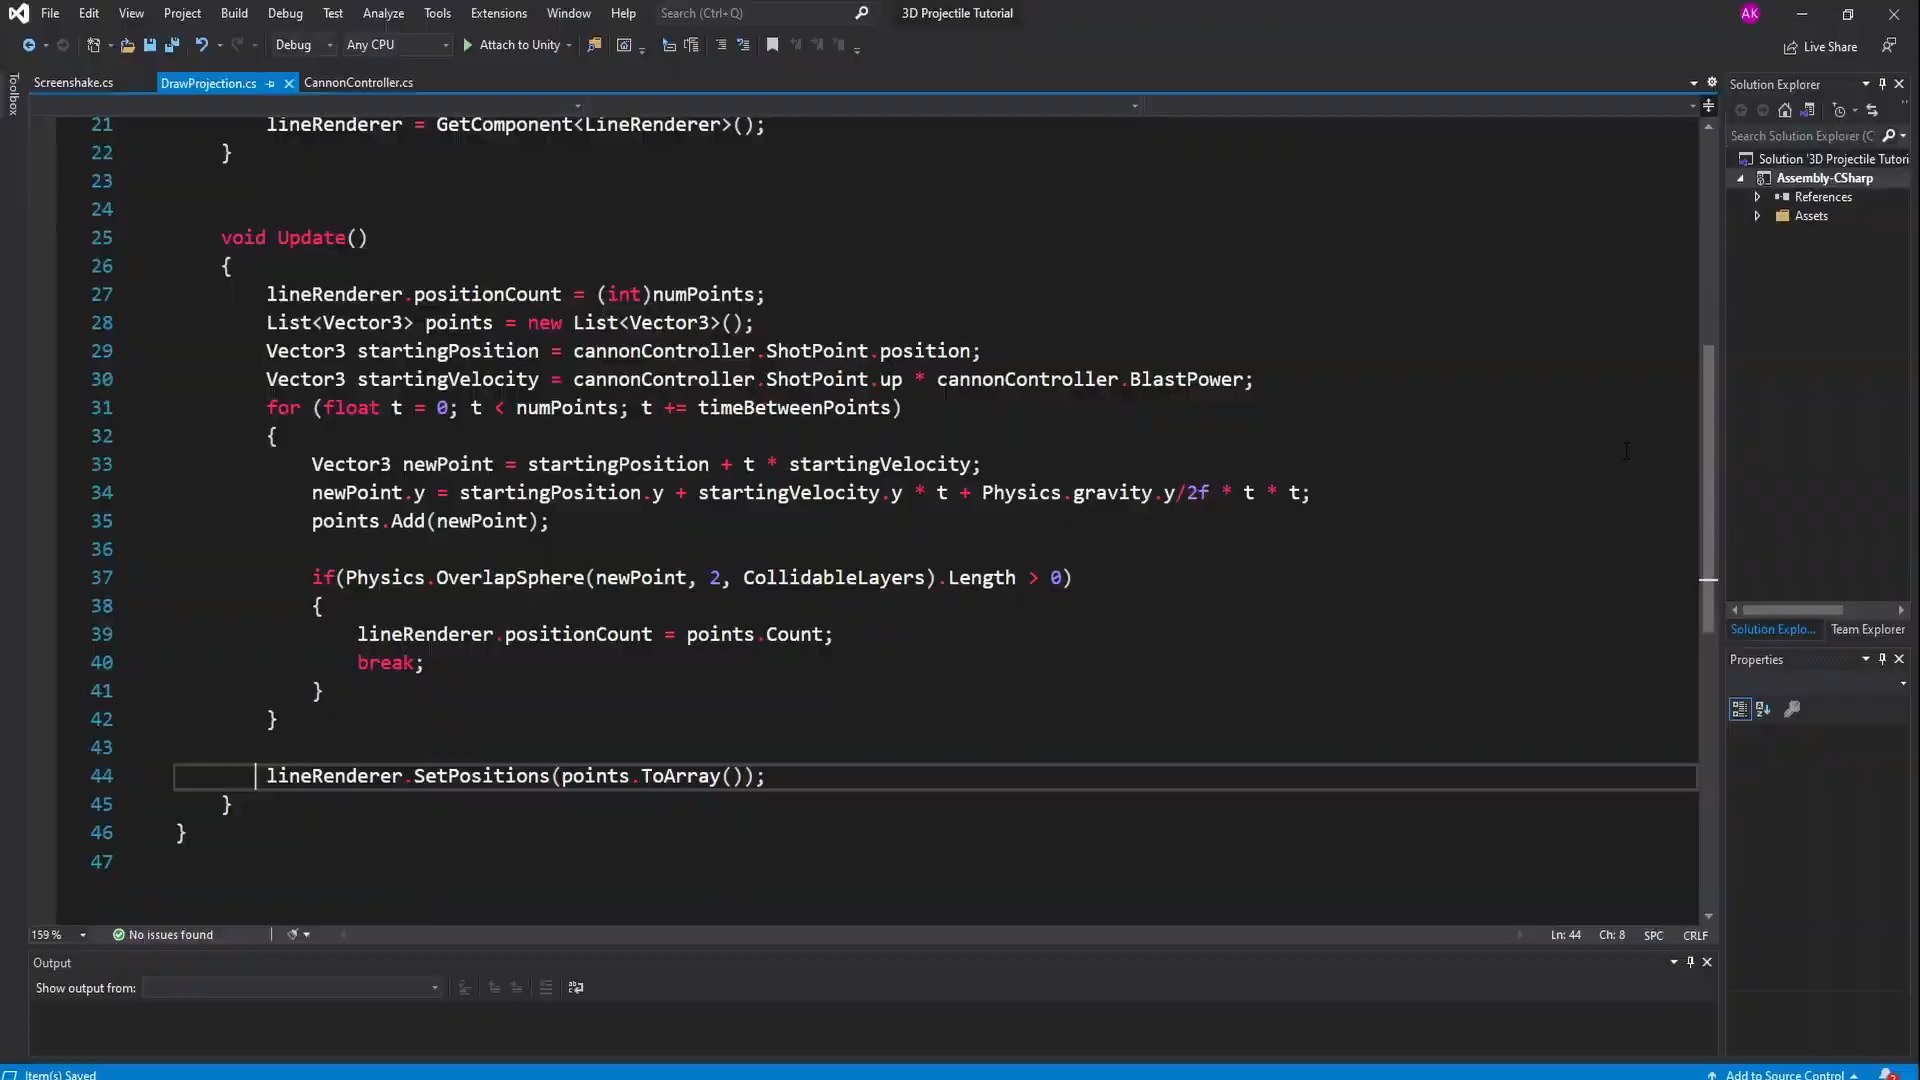 File Edit View Git Project Build Debug Test Analyze Tools Extensions Window Help Search (Ctrl+Q) 3D Projectile Tutorial AK
Debug Any CPU Attach to Unity Live Share
Toolbox
Screenshake.cs DrawProjection.cs CannonController.cs
21 lineRenderer = GetComponent<LineRenderer>();
22 }
23
24
25 void Update()
26 {
27 lineRenderer.positionCount = (int)numPoints;
28 List<Vector3> points = new List<Vector3>();
29 Vector3 startingPosition = cannonController.ShotPoint.position;
30 Vector3 startingVelocity = cannonController.ShotPoint.up * cannonController.BlastPower;
31 for (float t = 0; t < numPoints; t += timeBetweenPoints)
32 {
33 Vector3 newPoint = startingPosition + t * startingVelocity;
34 newPoint.y = startingPosition.y + startingVelocity.y * t + Physics.gravity.y/2f * t * t;
35 points.Add(newPoint);
36
37 if(Physics.OverlapSphere(newPoint, 2, CollidableLayers).Length > 0)
38 {
39 lineRenderer.positionCount = points.Count;
40 break;
41 }
42 }
43
44 lineRenderer.SetPositions(points.ToArray());
45 }
46 }
47
159 % No issues found Ln: 44 Ch: 8 SPC CRLF
Output
Show output from:
Item(s) Saved Add to Source Control 2
Solution Explorer
Search Solution Explorer (C
Solution '3D Projectile Tutori
Assembly-CSharp
References
Assets
Solution Explo... Team Explorer
Properties